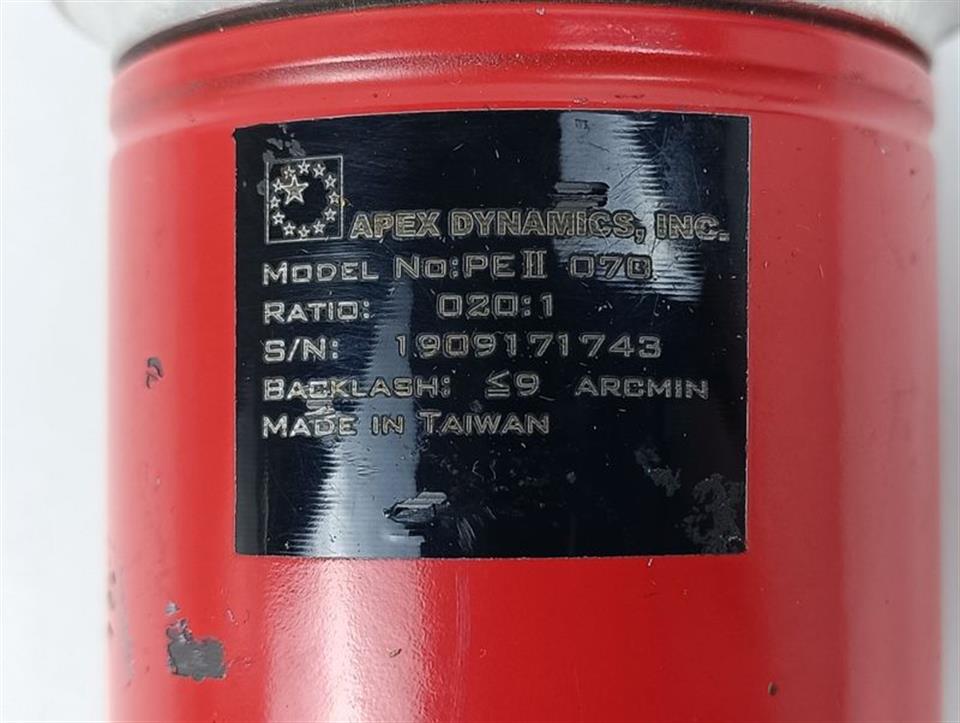 APEX DYNAMICS, INC.
MODEL NO:PEII 070
RATIO: 020:1
S/N: 1909171743
BACKLASH: ≤9 ARCMIN
MADE IN TAIWAN